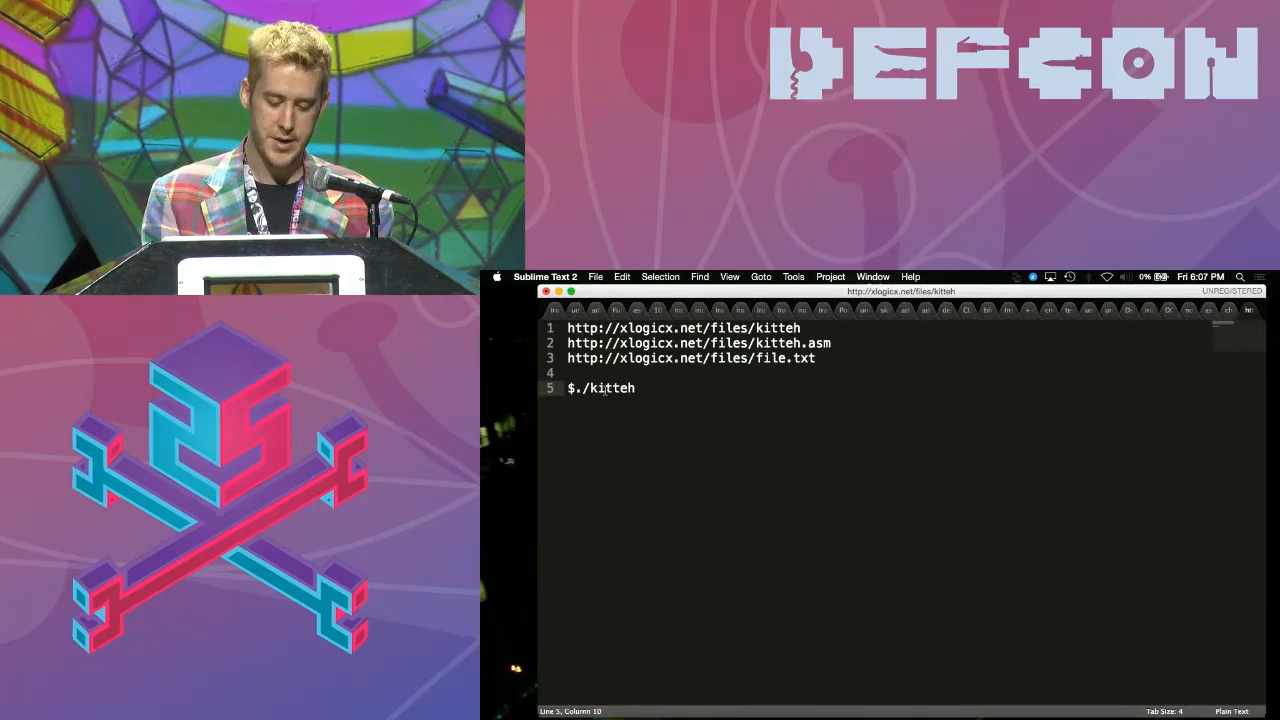 DEFCON
Sublime Text 2 File Edit Selection Find View Goto Tools Project Window Help 0% Fri 6:07 PM
http://xlogicx.net/files/kitteh UNREGISTERED
1 http://xlogicx.net/files/kitteh
2 http://xlogicx.net/files/kitteh.asm
3 http://xlogicx.net/files/file.txt
4
5 $./kitteh
Line 5, Column 10 Tab Size: 4 Plain Text